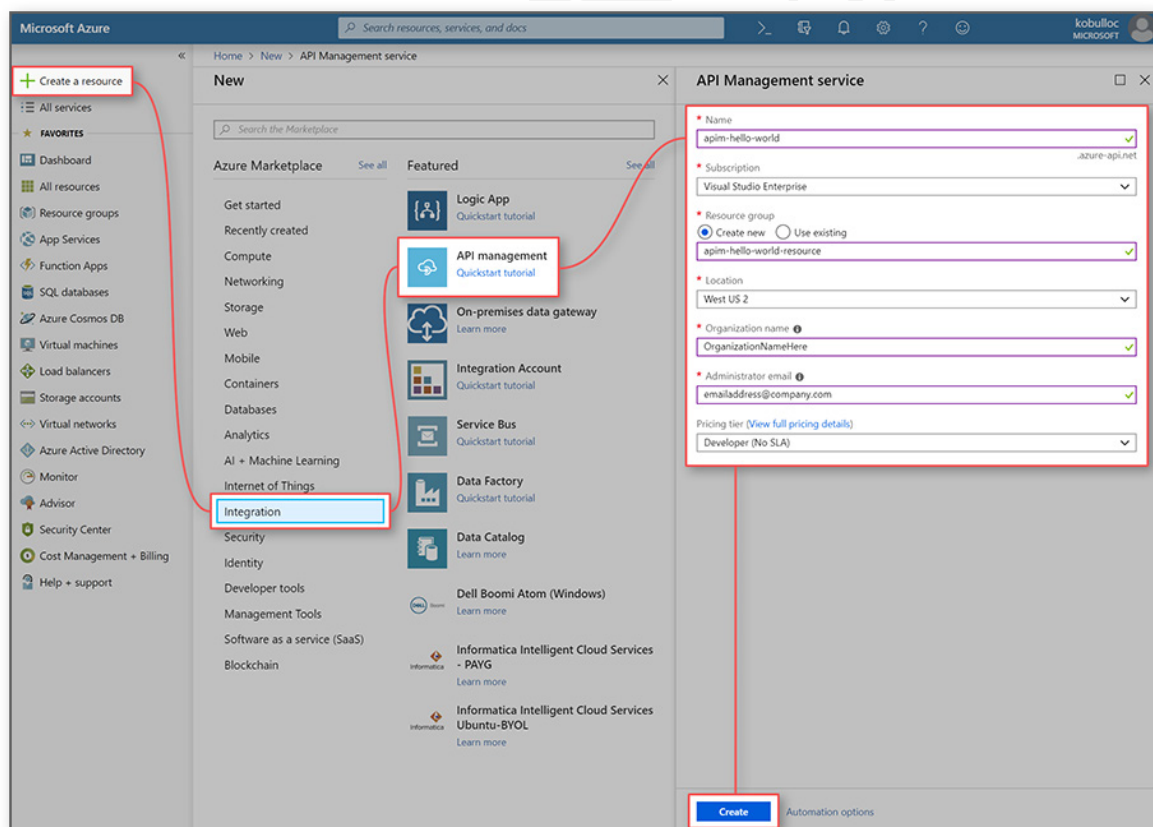 Microsoft Azure
Search resources, services, and docs
kobulloc
MICROSOFT
Home > New > API Management service
Create a resource
All services
FAVORITES
Dashboard
All resources
Resource groups
App Services
Function Apps
SQL databases
Azure Cosmos DB
Virtual machines
Load balancers
Storage accounts
Virtual networks
Azure Active Directory
Monitor
Advisor
Security Center
Cost Management + Billing
Help + support
New
Search the Marketplace
Azure Marketplace See all
Get started
Recently created
Compute
Networking
Storage
Web
Mobile
Containers
Databases
Analytics
AI + Machine Learning
Internet of Things
Integration
Security
Identity
Developer tools
Management Tools
Software as a service (SaaS)
Blockchain
Featured See all
Logic App
Quickstart tutorial
API management
Quickstart tutorial
On-premises data gateway
Learn more
Integration Account
Quickstart tutorial
Service Bus
Quickstart tutorial
Data Factory
Quickstart tutorial
Data Catalog
Learn more
Dell Boomi Atom (Windows)
Learn more
Informatica Intelligent Cloud Services
- PAYG
Learn more
Informatica
Informatica Intelligent Cloud Services
Ubuntu-BYOL
Learn more
Informatica
API Management service
* Name
apim-hello-world
.azure-api.net
* Subscription
Visual Studio Enterprise
* Resource group
Create new Use existing
apim-hello-world-resource
* Location
West US 2
* Organization name
OrganizationNameHere
* Administrator email
emailaddress@company.com
Pricing tier (View full pricing details)
Developer (No SLA)
Create Automation options